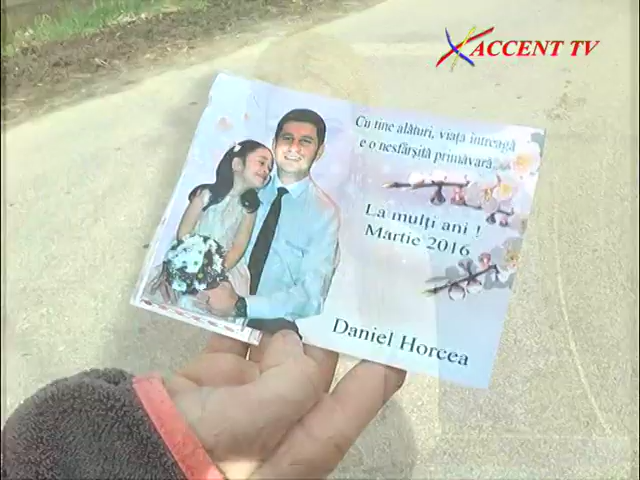 ACCENT TV
Cu tine alături, viața întreagă
e o nesfârșită primăvară...
La mulți ani !
Martie 2016
Daniel Horcea